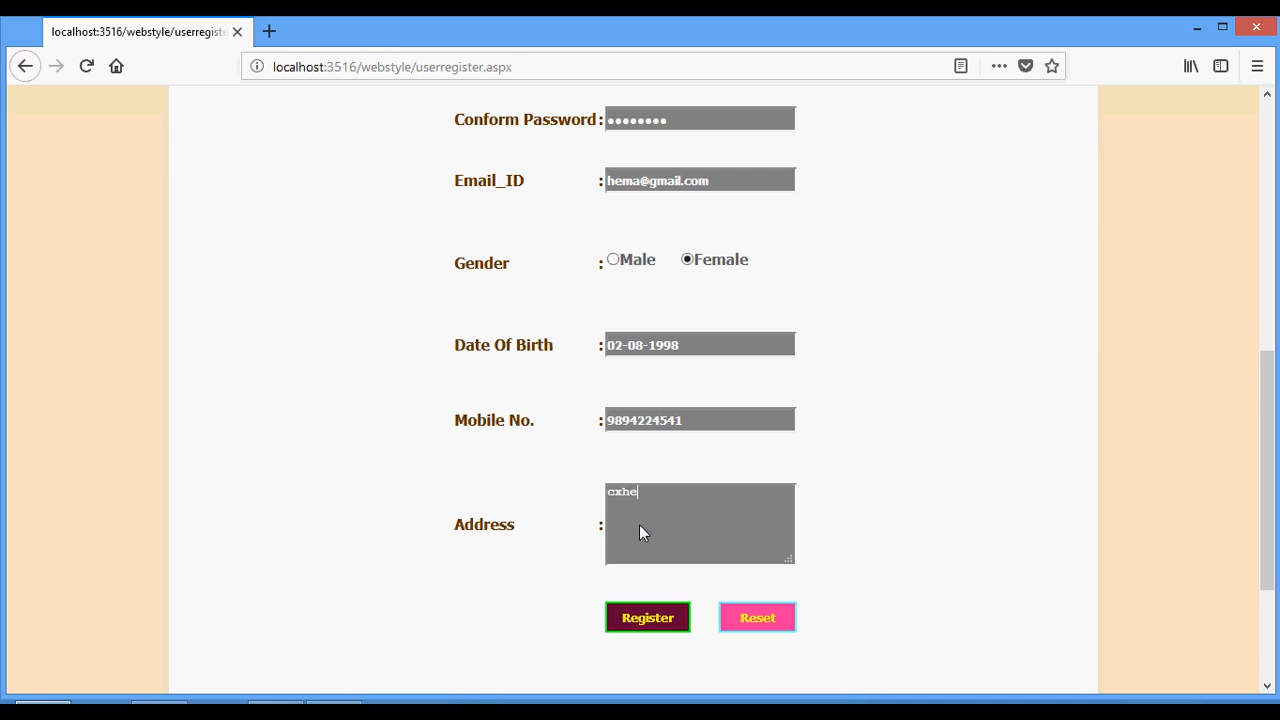 localhost:3516/webstyle/userregiste
localhost:3516/webstyle/userregister.aspx
Conform Password :
Email_ID : hema@gmail.com
Gender : Male Female
Date Of Birth : 02-08-1998
Mobile No. : 9894224541
Address : cxhe
Register Reset